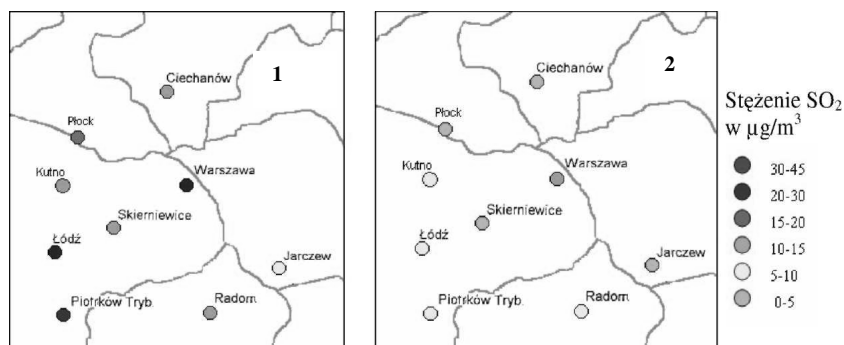 1
Ciechanów
Płock
Kutno
Warszawa
Skierniewice
Łódź
Jarczew
Piotrków Tryb.
Radom
2
Ciechanów
Płock
Kutno
Warszawa
Skierniewice
Łódź
Jarczew
Piotrków Tryb.
Radom
Stężenie SO₂
w µg/m³
30-45
20-30
15-20
10-15
5-10
0-5